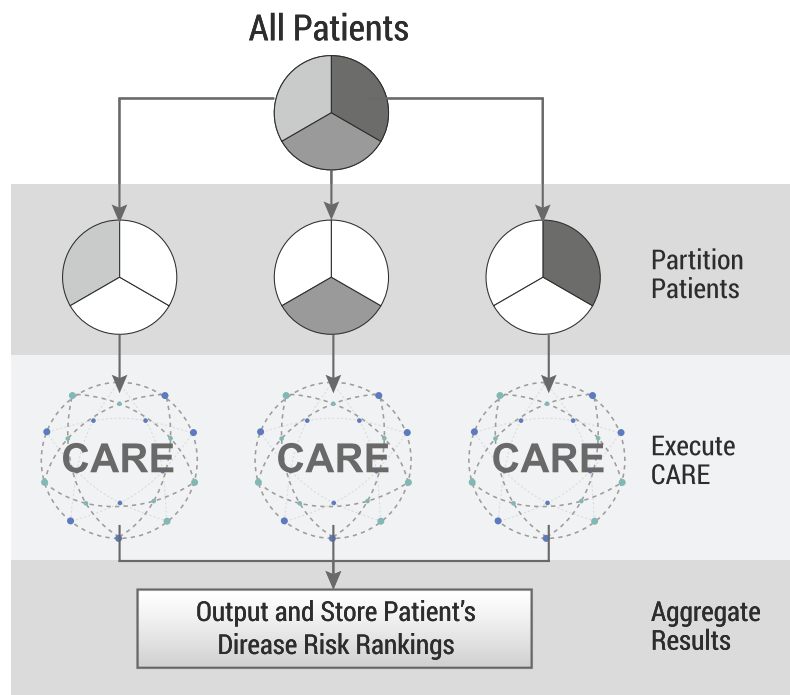 All Patients
Partition
Patients
CARE
CARE
CARE
Execute
CARE
Output and Store Patient's
Direase Risk Rankings
Aggregate
Results